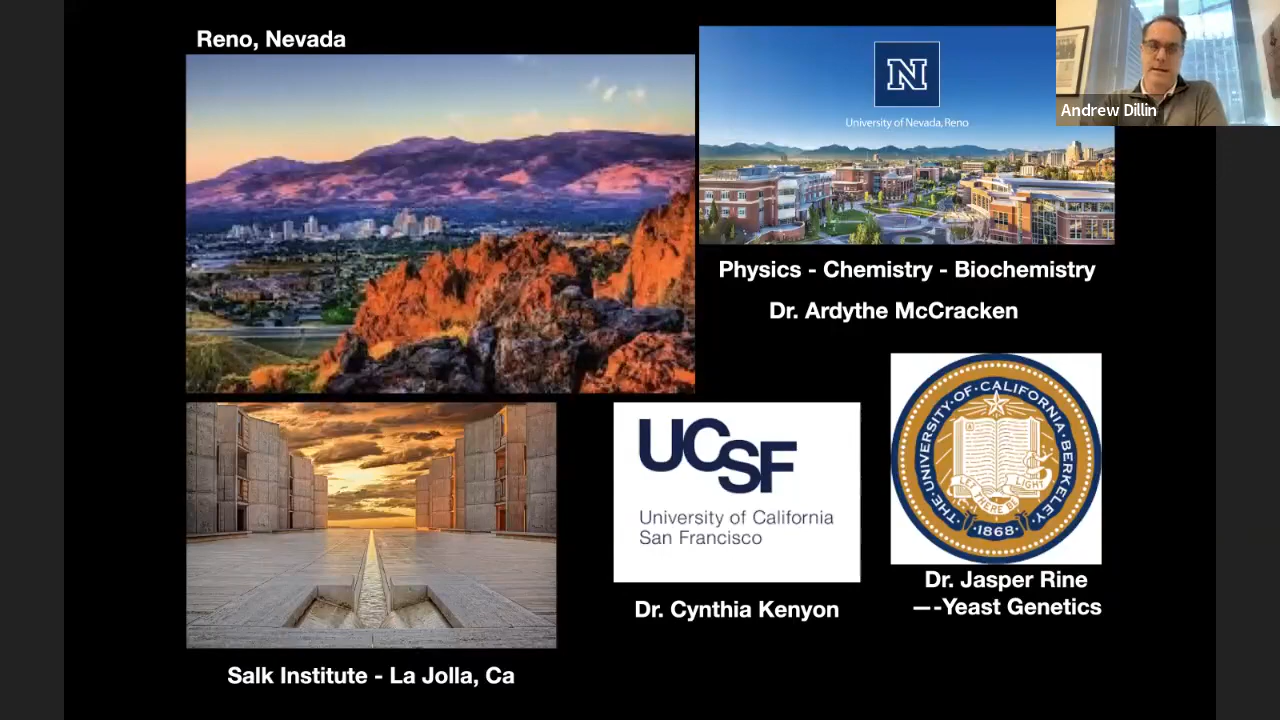 Reno, Nevada
N
University of Nevada, Reno
Andrew Dillin
Physics - Chemistry - Biochemistry
Dr. Ardythe McCracken
THE · UNIVERSITY · OF · CALIFORNIA · BERKELEY
A
LET THERE BE LIGHT
·1868·
UCSF
University of California
San Francisco
Dr. Jasper Rine
—-Yeast Genetics
Dr. Cynthia Kenyon
Salk Institute - La Jolla, Ca